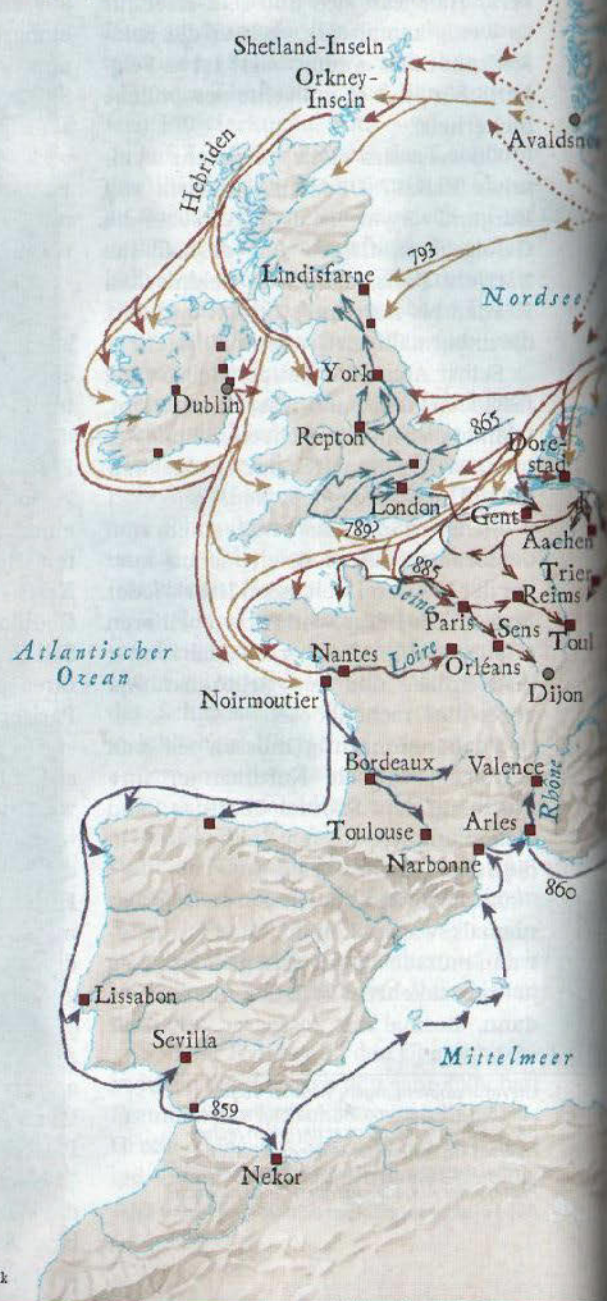 Shetland-Inseln
Orkney-
Inseln
Hebriden
793
Lindisfarne
Nordsee
York
Dublin
Repton
865
Dore-
stad
London
Gent
789?
Aachen
885
Trier
Seine
Reims
Paris
Sens
Toul
Atlantischer
Ozean
Nantes
Loire
Orléans
Noirmoutier
Dijon
Bordeaux
Valence
Rhône
Toulouse
Arles
Narbonne
860
Lissabon
Sevilla
Mittelmeer
859
Nekor